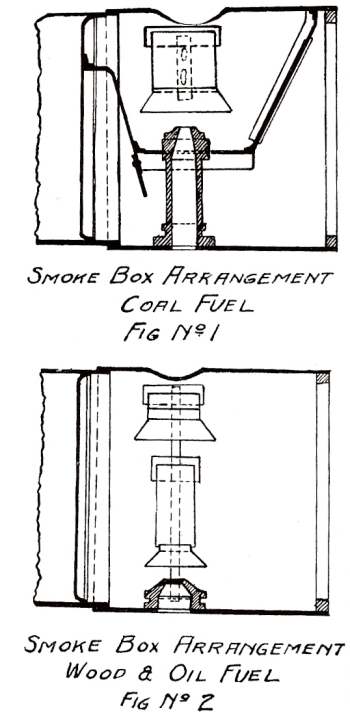 SMOKE BOX ARRANGEMENT
COAL FUEL
FIG Nº 1
SMOKE BOX ARRANGEMENT
WOOD & OIL FUEL
FIG Nº 2